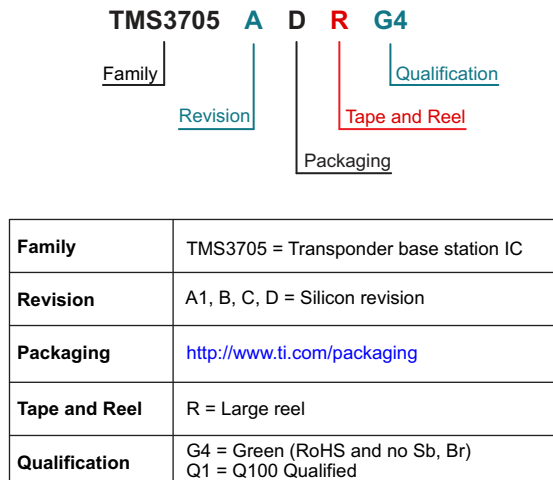 TMS3705 A D R G4
Family
Qualification
Revision
Tape and Reel
Packaging
Family
TMS3705 = Transponder base station IC
Revision
A1, B, C, D = Silicon revision
Packaging
http://www.ti.com/packaging
Tape and Reel
R = Large reel
Qualification
G4 = Green (RoHS and no Sb, Br)
Q1 = Q100 Qualified